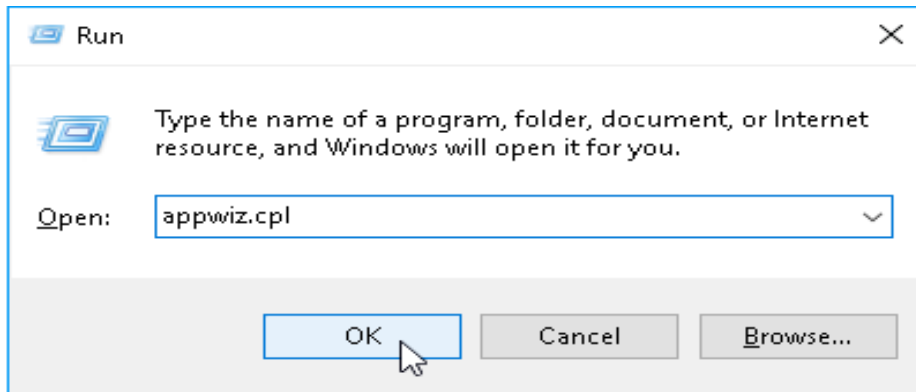 Run
Type the name of a program, folder, document, or Internet
resource, and Windows will open it for you.
Open: appwiz.cpl
OK Cancel Browse...